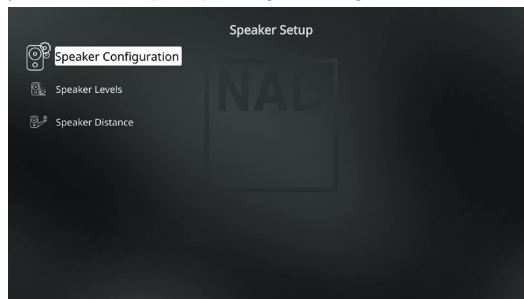 Speaker Setup
Speaker Configuration
Speaker Levels
Speaker Distance
NAD